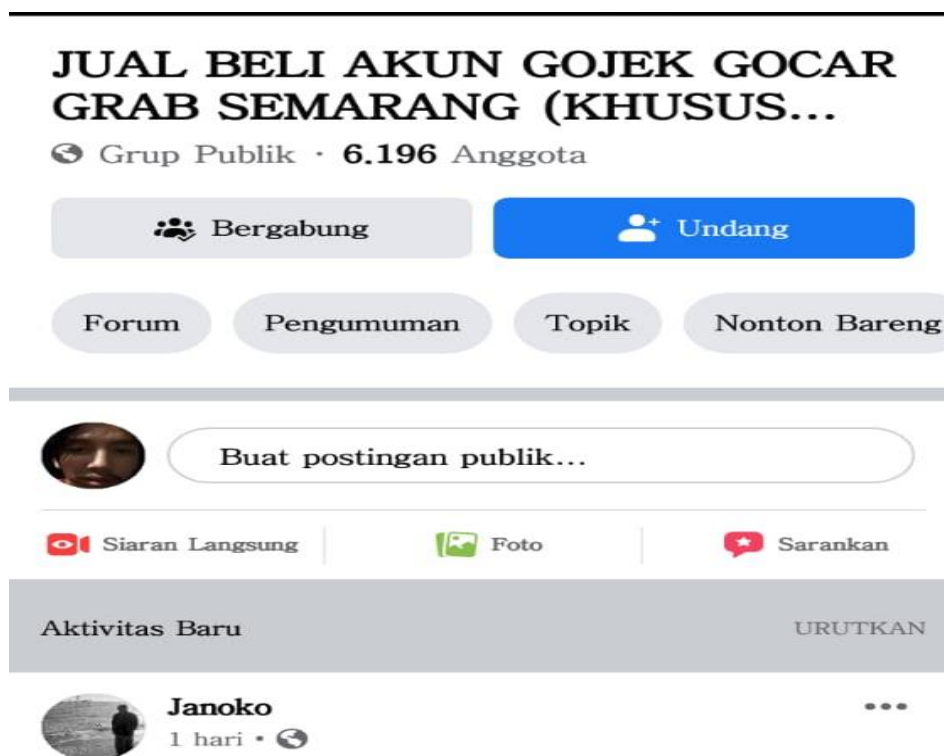 JUAL BELI AKUN GOJEK GOCAR
GRAB SEMARANG (KHUSUS...
Grup Publik · 6.196 Anggota
Bergabung
Undang
Forum
Pengumuman
Topik
Nonton Bareng
Buat postingan publik...
Siaran Langsung
Foto
Sarankan
Aktivitas Baru
URUTKAN
Janoko
1 hari ·